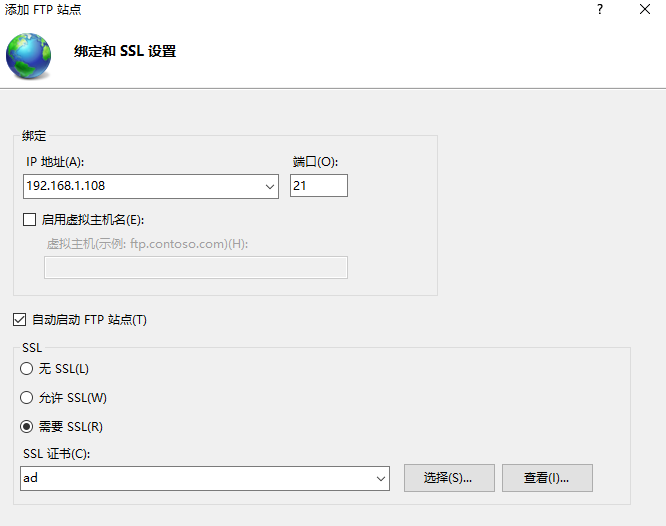 添加 FTP 站点
绑定和 SSL 设置
绑定
IP 地址(A): 端口(O):
192.168.1.108 21
启用虚拟主机名(E):
虚拟主机(示例: ftp.contoso.com)(H):
自动启动 FTP 站点(T)
SSL
无 SSL(L)
允许 SSL(W)
需要 SSL(R)
SSL 证书(C):
ad 选择(S)... 查看(I)...